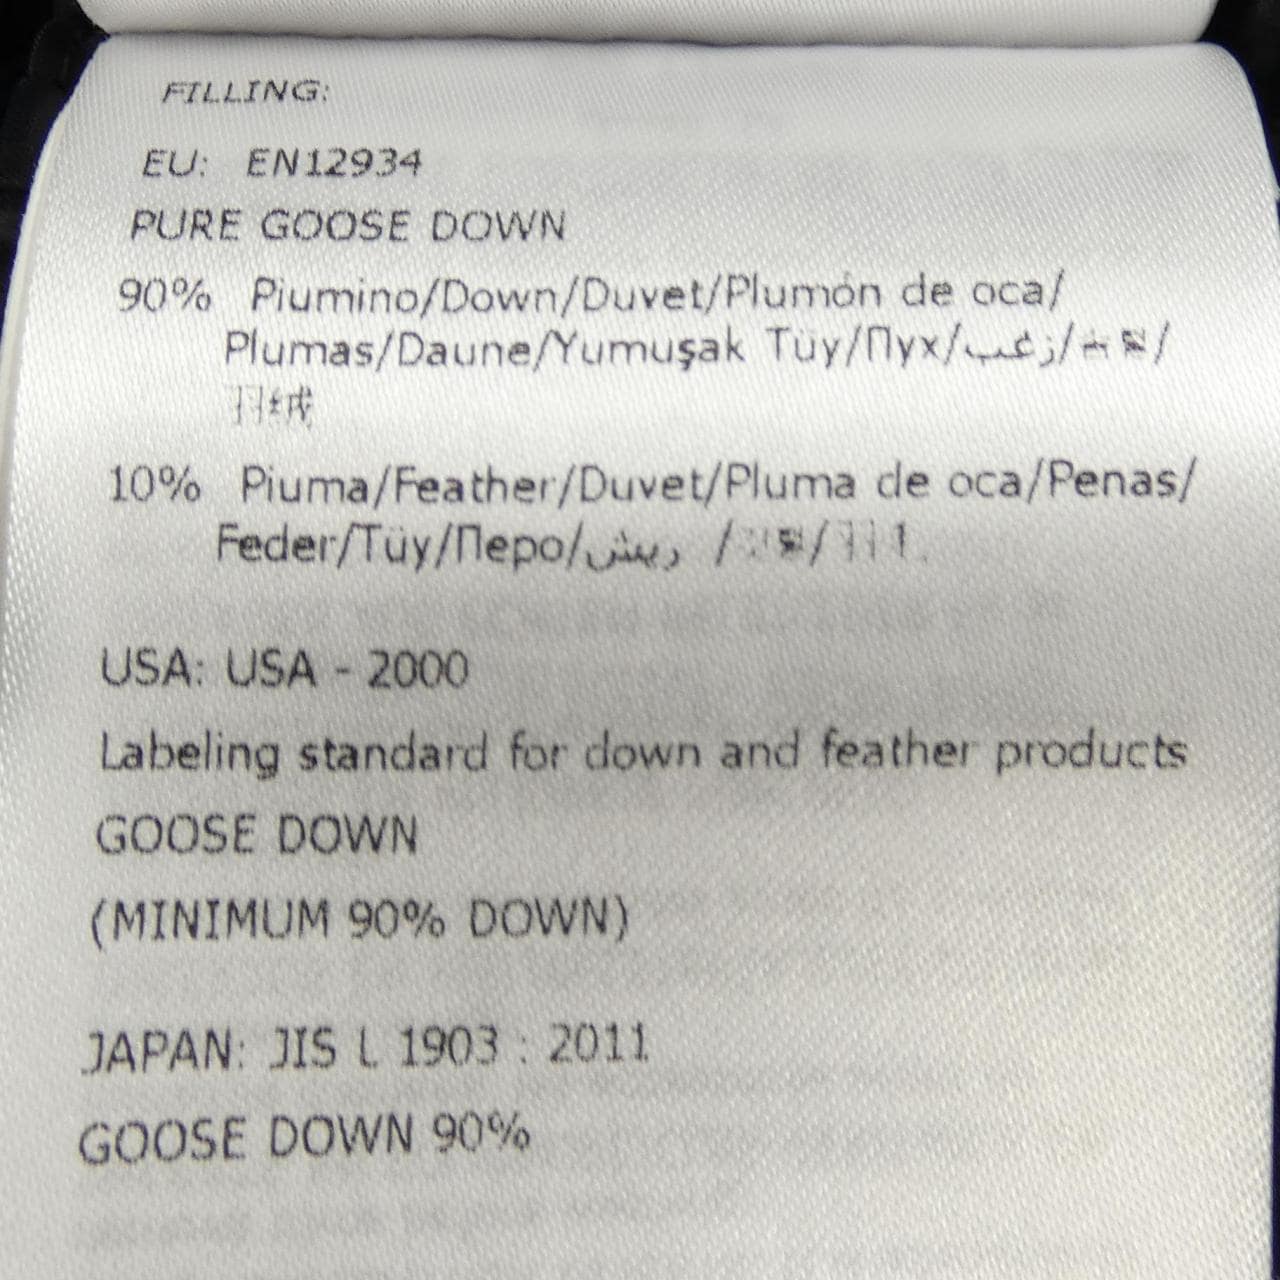 FILLING:
EU: EN12934
PURE GOOSE DOWN
90% Piumino/Down/Duvet/Plumón de oca/
Plumas/Daune/Yumuşak Tüy/Пух/زغب/
羽绒
10% Piuma/Feather/Duvet/Pluma de oca/Penas/
Feder/Tüy/Перо/ريش /
USA: USA - 2000
Labeling standard for down and feather products
GOOSE DOWN
(MINIMUM 90% DOWN)
JAPAN: JIS L 1903 : 2011
GOOSE DOWN 90%